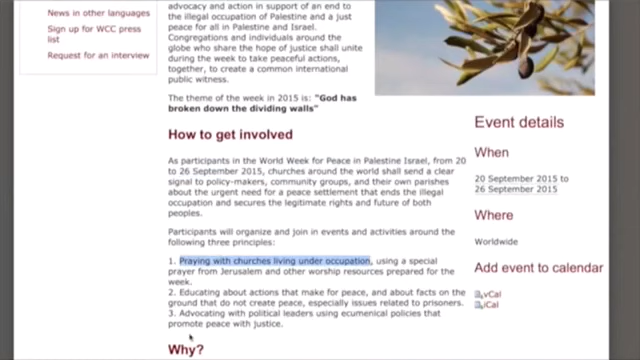 News in other languages
Sign up for WCC press
list
Request for an interview
advocacy and action in support of an end to
the illegal occupation of Palestine and a just
peace for all in Palestine and Israel.
Congregations and individuals around the
globe who share the hope of justice shall unite
during the week to take peaceful actions,
together, to create a common international
public witness.
The theme of the week in 2015 is: "God has
broken down the dividing walls"
How to get involved
As participants in the World Week for Peace in Palestine Israel, from 20
to 26 September 2015, churches around the world shall send a clear
signal to policy-makers, community groups, and their own parishes
about the urgent need for a peace settlement that ends the illegal
occupation and secures the legitimate rights and future of both
peoples.
Participants will organize and join in events and activities around the
following three principles:
1. Praying with churches living under occupation, using a special
prayer from Jerusalem and other worship resources prepared for the
week.
2. Educating about actions that make for peace, and about facts on the
ground that do not create peace, especially issues related to prisoners.
3. Advocating with political leaders using ecumenical policies that
promote peace with justice.
Why?
Event details
When
20 September 2015 to
26 September 2015
Where
Worldwide
Add event to calendar
vCal
iCal